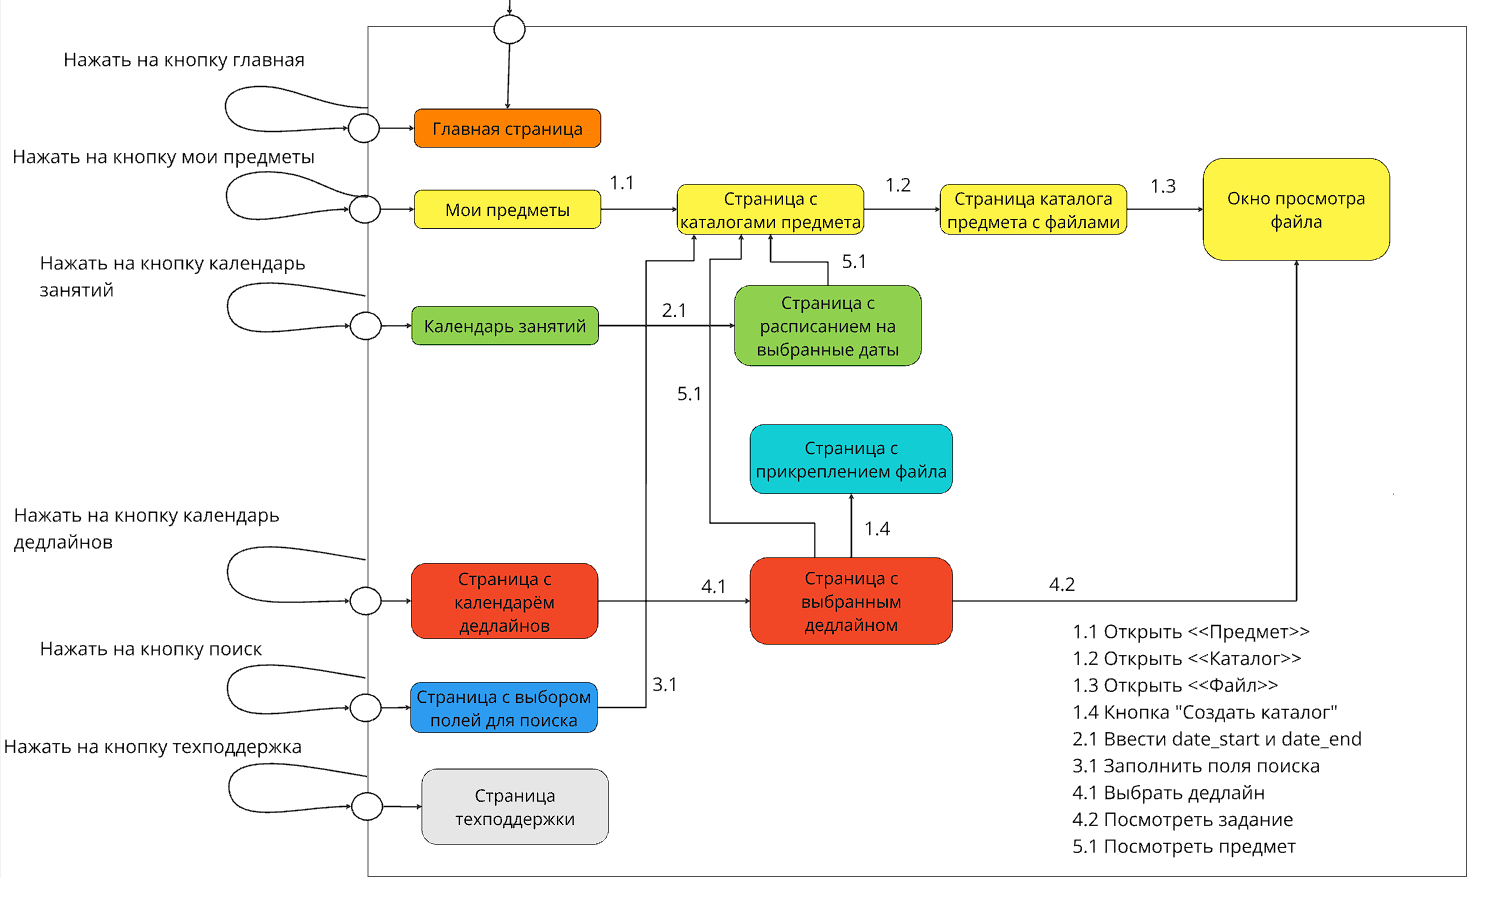 Нажать на кнопку главная
Главная страница
Нажать на кнопку мои предметы
Мои предметы
1.1
Страница с
каталогами предмета
1.2
Страница каталога
предмета с файлами
1.3
Окно просмотра
файла
Нажать на кнопку календарь
занятий
Календарь занятий
2.1
5.1
Страница с
расписанием на
выбранные даты
5.1
Страница с
прикреплением файла
1.4
Нажать на кнопку календарь
дедлайнов
Страница с
календарём
дедлайнов
4.1
Страница с
выбранным
дедлайном
4.2
Нажать на кнопку поиск
Страница с выбором
полей для поиска
3.1
Нажать на кнопку техподдержка
Страница
техподдержки
1.1 Открыть <<Предмет>>
1.2 Открыть <<Каталог>>
1.3 Открыть <<Файл>>
1.4 Кнопка "Создать каталог"
2.1 Ввести date_start и date_end
3.1 Заполнить поля поиска
4.1 Выбрать дедлайн
4.2 Посмотреть задание
5.1 Посмотреть предмет